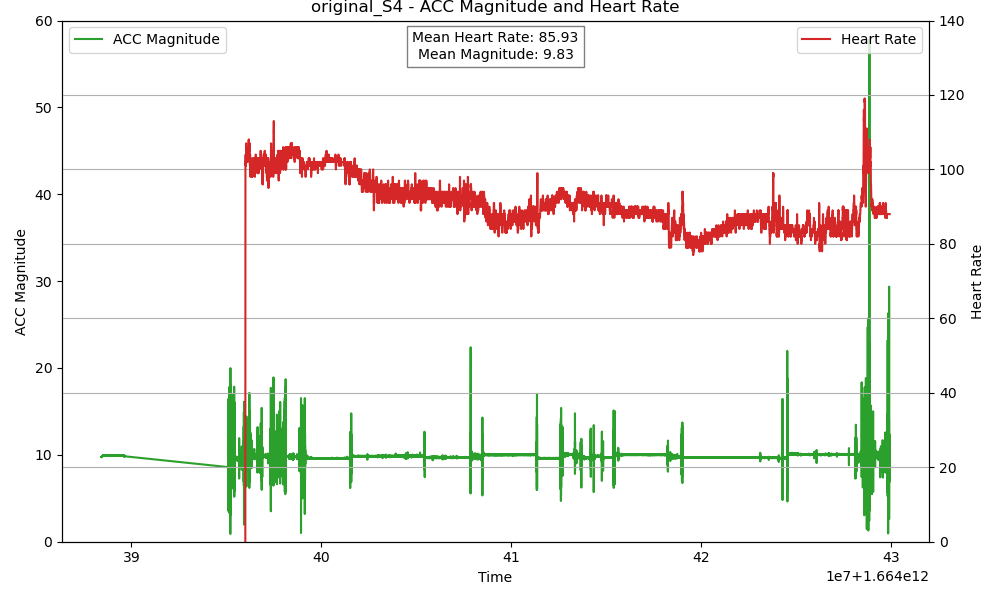 original_S4 - ACC Magnitude and Heart Rate
ACC Magnitude
Mean Heart Rate: 85.93
Mean Magnitude: 9.83
Heart Rate
60
50
40
30
20
10
0
ACC Magnitude
140
120
100
80
60
40
20
0
Heart Rate
39
40
41
42
43
Time
1e7+1.664e12